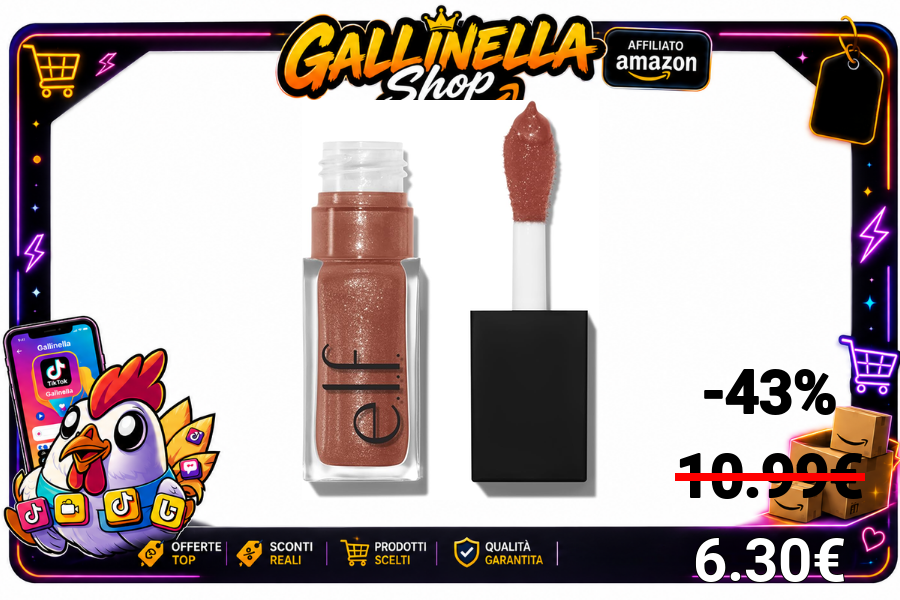 GALLINELLA
Shop
AFFILIATO
amazon
e.l.f.
Gallinella
TikTok
Gallinella
-43%
10.99€
6.30€
OFFERTE
TOP
SCONTI
REALI
PRODOTTI
SCELTI
QUALITÀ
GARANTITA